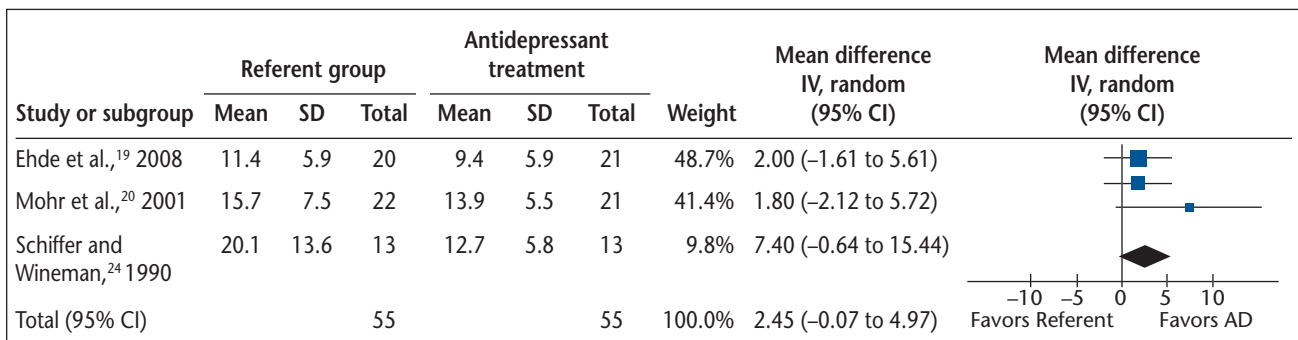 Referent group Antidepressant treatment Mean difference IV, random (95% CI) Mean difference IV, random (95% CI)
Study or subgroup Mean SD Total Mean SD Total Weight
Ehde et al.,19 2008 11.4 5.9 20 9.4 5.9 21 48.7% 2.00 (–1.61 to 5.61)
Mohr et al.,20 2001 15.7 7.5 22 13.9 5.5 21 41.4% 1.80 (–2.12 to 5.72)
Schiffer and 20.1 13.6 13 12.7 5.8 13 9.8% 7.40 (–0.64 to 15.44)
Wineman,24 1990
–10 –5 0 5 10
Total (95% CI) 55 55 100.0% 2.45 (–0.07 to 4.97) Favors Referent Favors AD